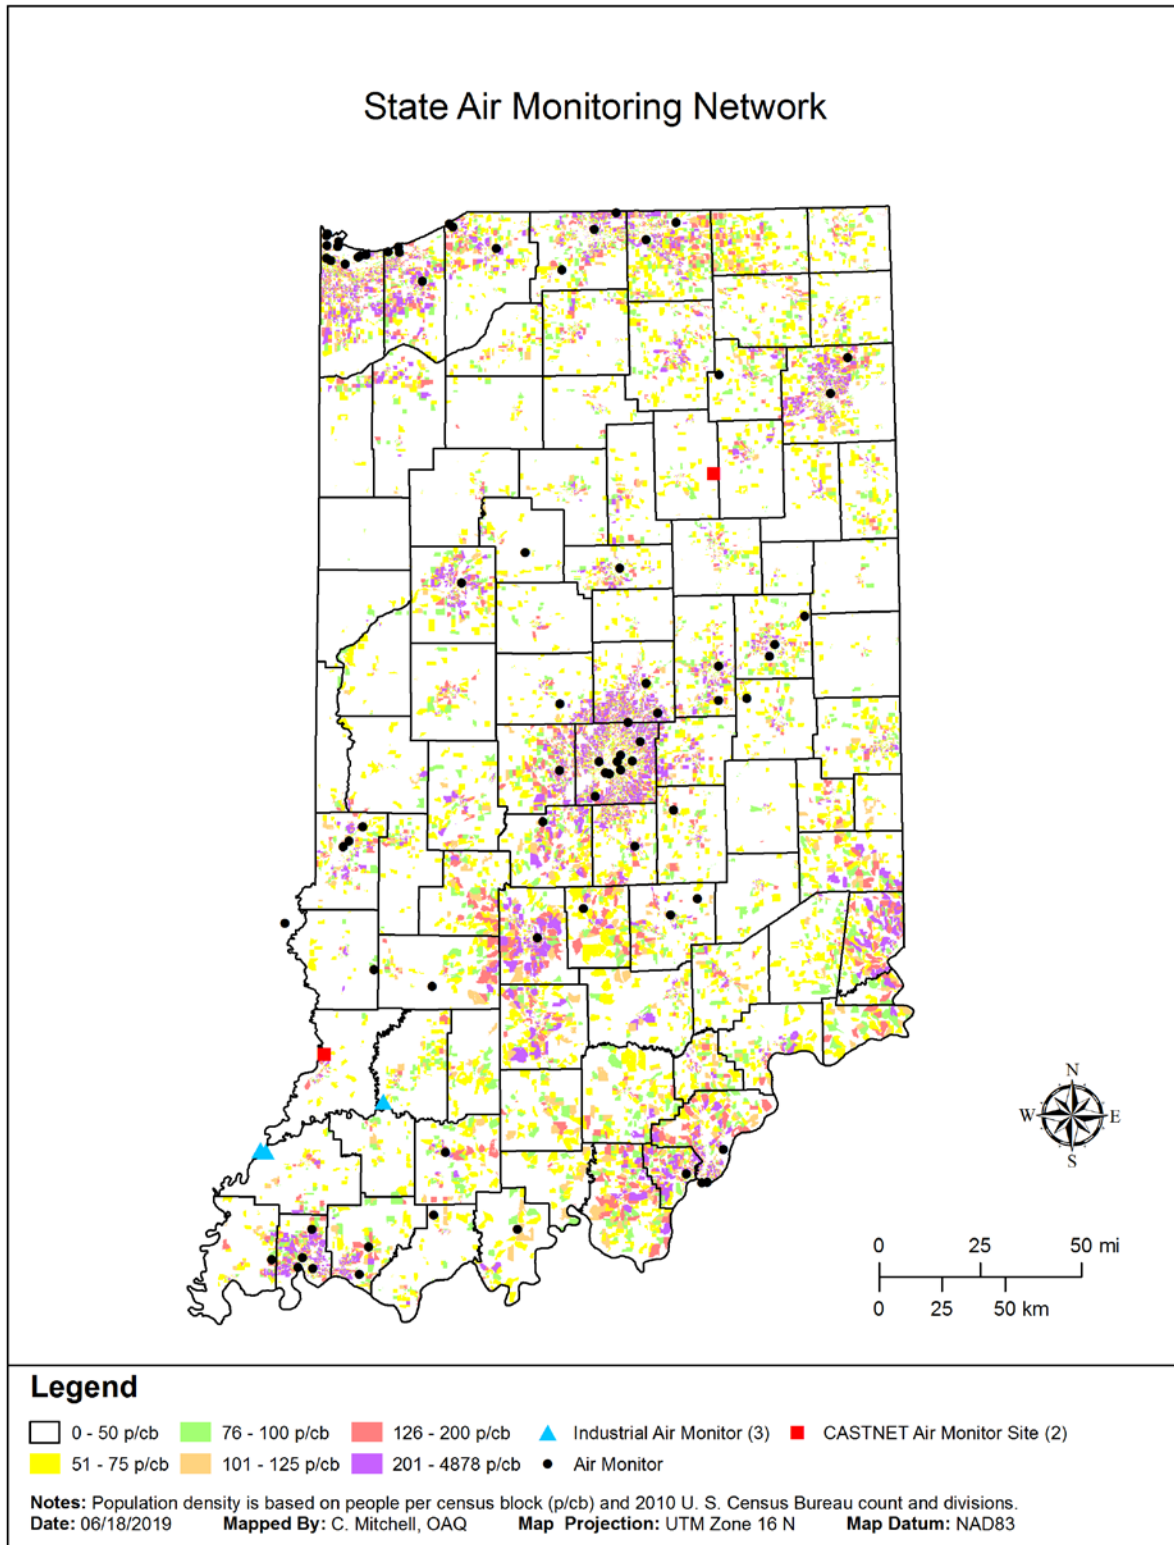 State Air Monitoring Network
N
W E
S
0 25 50 mi
0 25 50 km
Legend
0 - 50 p/cb 76 - 100 p/cb 126 - 200 p/cb Industrial Air Monitor (3) CASTNET Air Monitor Site (2)
51 - 75 p/cb 101 - 125 p/cb 201 - 4878 p/cb Air Monitor
Notes: Population density is based on people per census block (p/cb) and 2010 U. S. Census Bureau count and divisions.
Date: 06/18/2019 Mapped By: C. Mitchell, OAQ Map Projection: UTM Zone 16 N Map Datum: NAD83